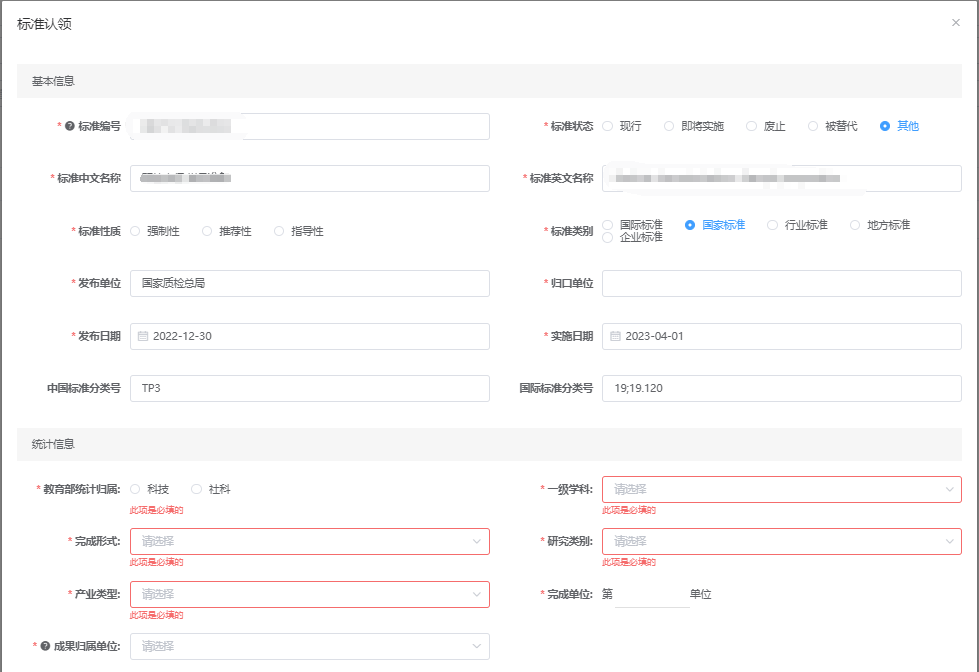 标准认领
基本信息
* 标准编号
* 标准状态 现行 即将实施 废止 被替代 其他
* 标准中文名称
* 标准英文名称
* 标准性质 强制性 推荐性 指导性
* 标准类别 国际标准 国家标准 行业标准 地方标准
企业标准
* 发布单位 国家质检总局
* 归口单位
* 发布日期 2022-12-30
* 实施日期 2023-04-01
中国标准分类号 TP3
国际标准分类号 19;19.120
统计信息
* 教育部统计归属: 科技 社科
此项是必填的
* 一级学科: 请选择
此项是必填的
* 完成形式: 请选择
此项是必填的
* 研究类别: 请选择
此项是必填的
* 产业类型: 请选择
此项是必填的
* 完成单位: 第 单位
* 成果归属单位: 请选择